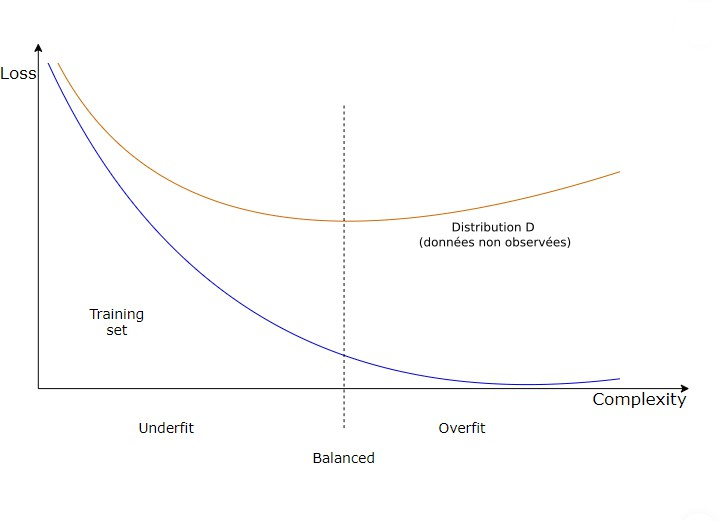 Loss
Distribution D
(données non observées)
Training
set
Complexity
Underfit
Overfit
Balanced